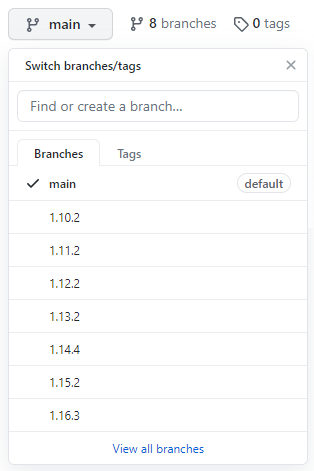 main
8 branches
0 tags
Switch branches/tags
Find or create a branch...
Branches
Tags
main
default
1.10.2
1.11.2
1.12.2
1.13.2
1.14.4
1.15.2
1.16.3
View all branches